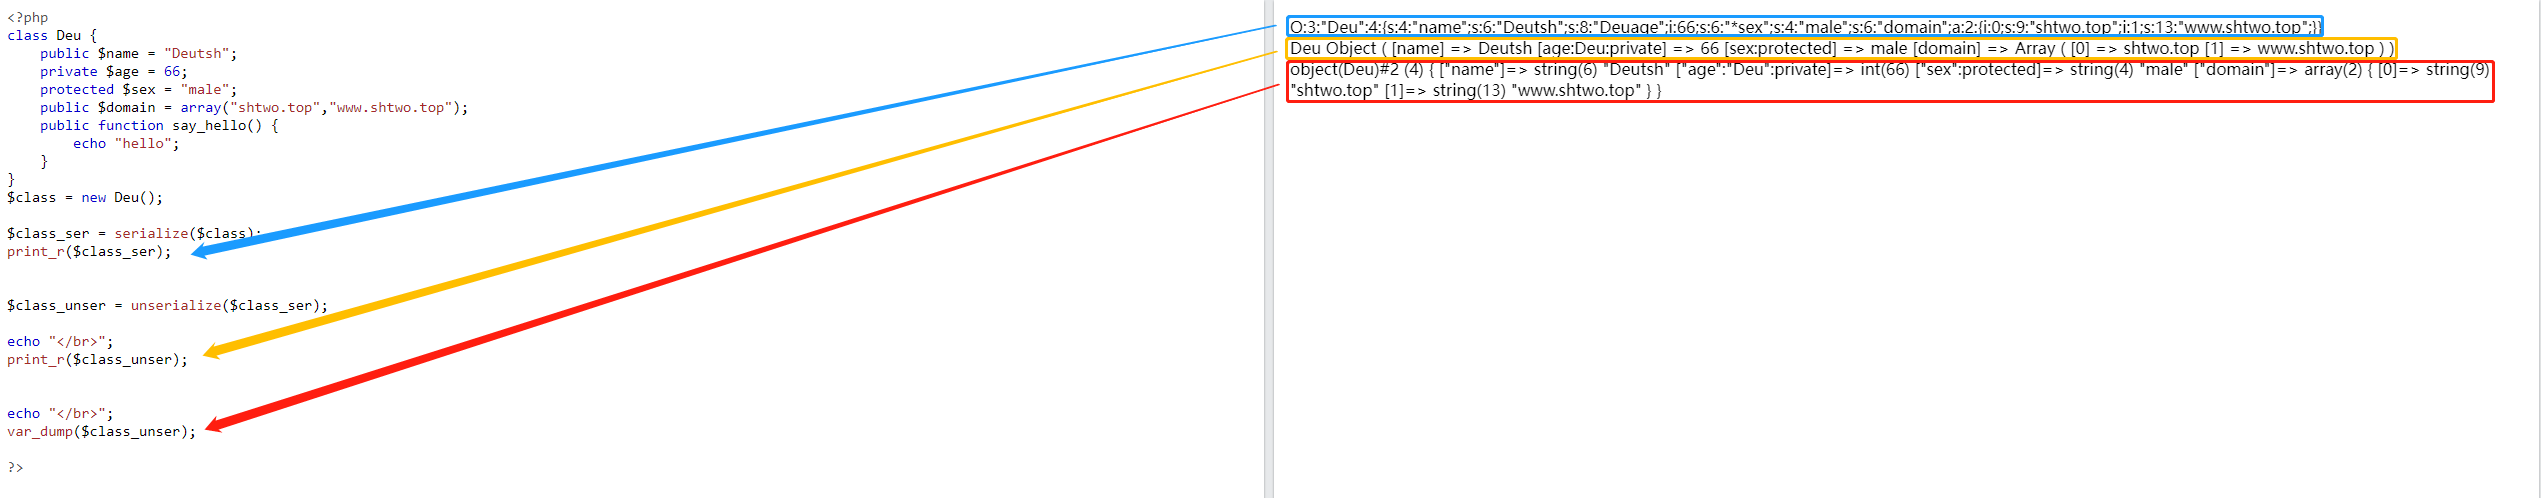 <?php
class Deu {
    public $name = "Deutsh";
    private $age = 66;
    protected $sex = "male";
    public $domain = array("shtwo.top","www.shtwo.top");
    public function say_hello() {
        echo "hello";
    }
}
$class = new Deu();
$class_ser = serialize($class);
print_r($class_ser);
$class_unser = unserialize($class_ser);
echo "</br>";
print_r($class_unser);
echo "</br>";
var_dump($class_unser);
?>
O:3:"Deu":4:{s:4:"name";s:6:"Deutsh";s:8:"Deuage";i:66;s:6:"*sex";s:4:"male";s:6:"domain";a:2:{i:0;s:9:"shtwo.top";i:1;s:13:"www.shtwo.top";}}
Deu Object ( [name] => Deutsh [age:Deu:private] => 66 [sex:protected] => male [domain] => Array ( [0] => shtwo.top [1] => www.shtwo.top ) )
object(Deu)#2 (4) { ["name"]=> string(6) "Deutsh" ["age":"Deu":private]=> int(66) ["sex":protected]=> string(4) "male" ["domain"]=> array(2) { [0]=> string(9)
"shtwo.top" [1]=> string(13) "www.shtwo.top" } }